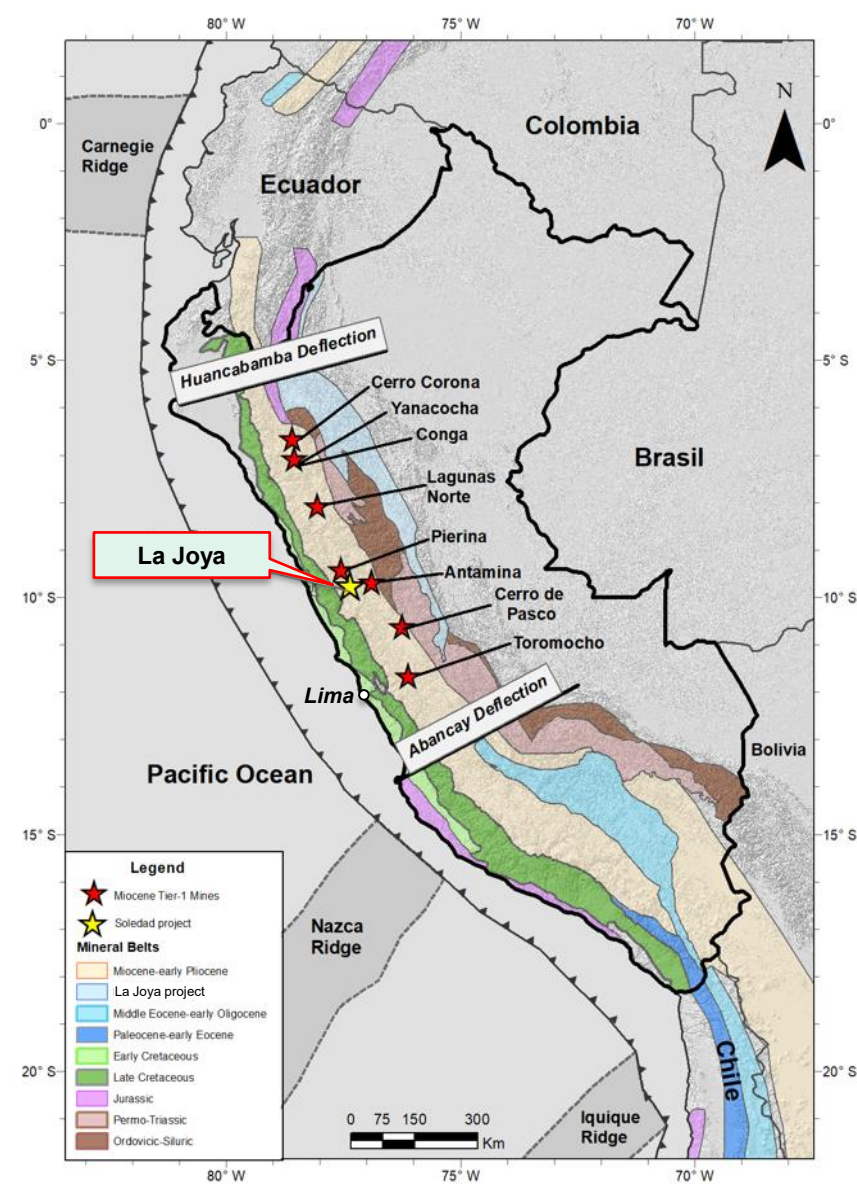 80° W
75° W
70° W
N
0°
0°
Carnegie
Ridge
Colombia
Ecuador
5° S
5° S
Huancabamba Deflection
Cerro Corona
Yanacocha
Conga
Brasil
Lagunas
Norte
La Joya
Pierina
Antamina
10° S
10° S
Cerro de
Pasco
Toromocho
Lima
Abancay Deflection
Bolivia
Pacific Ocean
15° S
15° S
Legend
Miocene Tier-1 Mines
Soledad project
Mineral Belts
Miocene-early Pliocene
La Joya project
Middle Eocene-early Oligocene
Paleocene-early Eocene
Early Cretaceous
Late Cretaceous
Jurassic
Permo-Triassic
Ordovicic-Siluric
Nazca
Ridge
Chile
20° S
20° S
0 75 150 300
Km
Iquique
Ridge
80° W
75° W
70° W